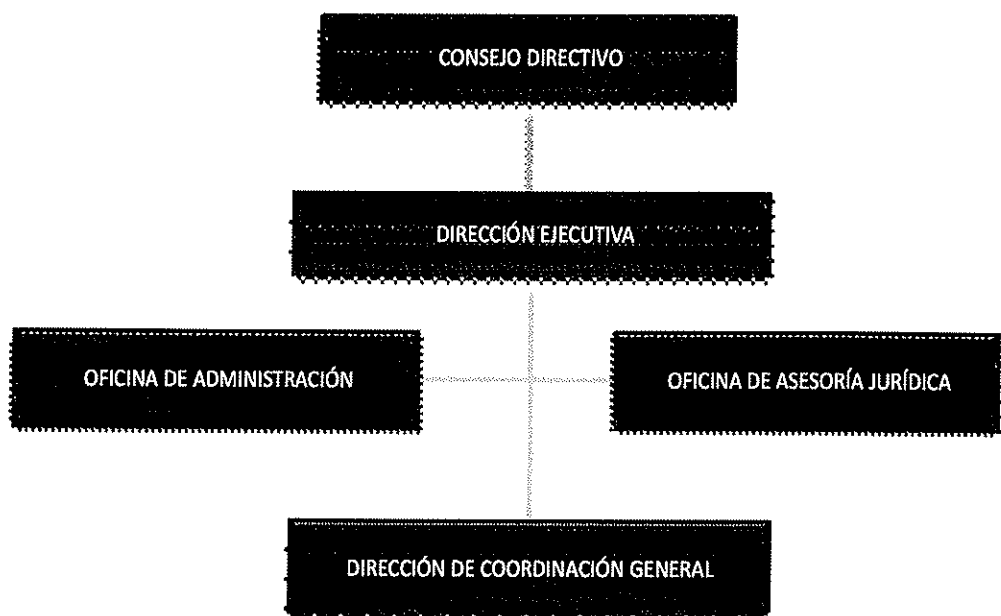 CONSEJO DIRECTIVO
DIRECCIÓN EJECUTIVA
OFICINA DE ADMINISTRACIÓN
OFICINA DE ASESORÍA JURÍDICA
DIRECCIÓN DE COORDINACIÓN GENERAL